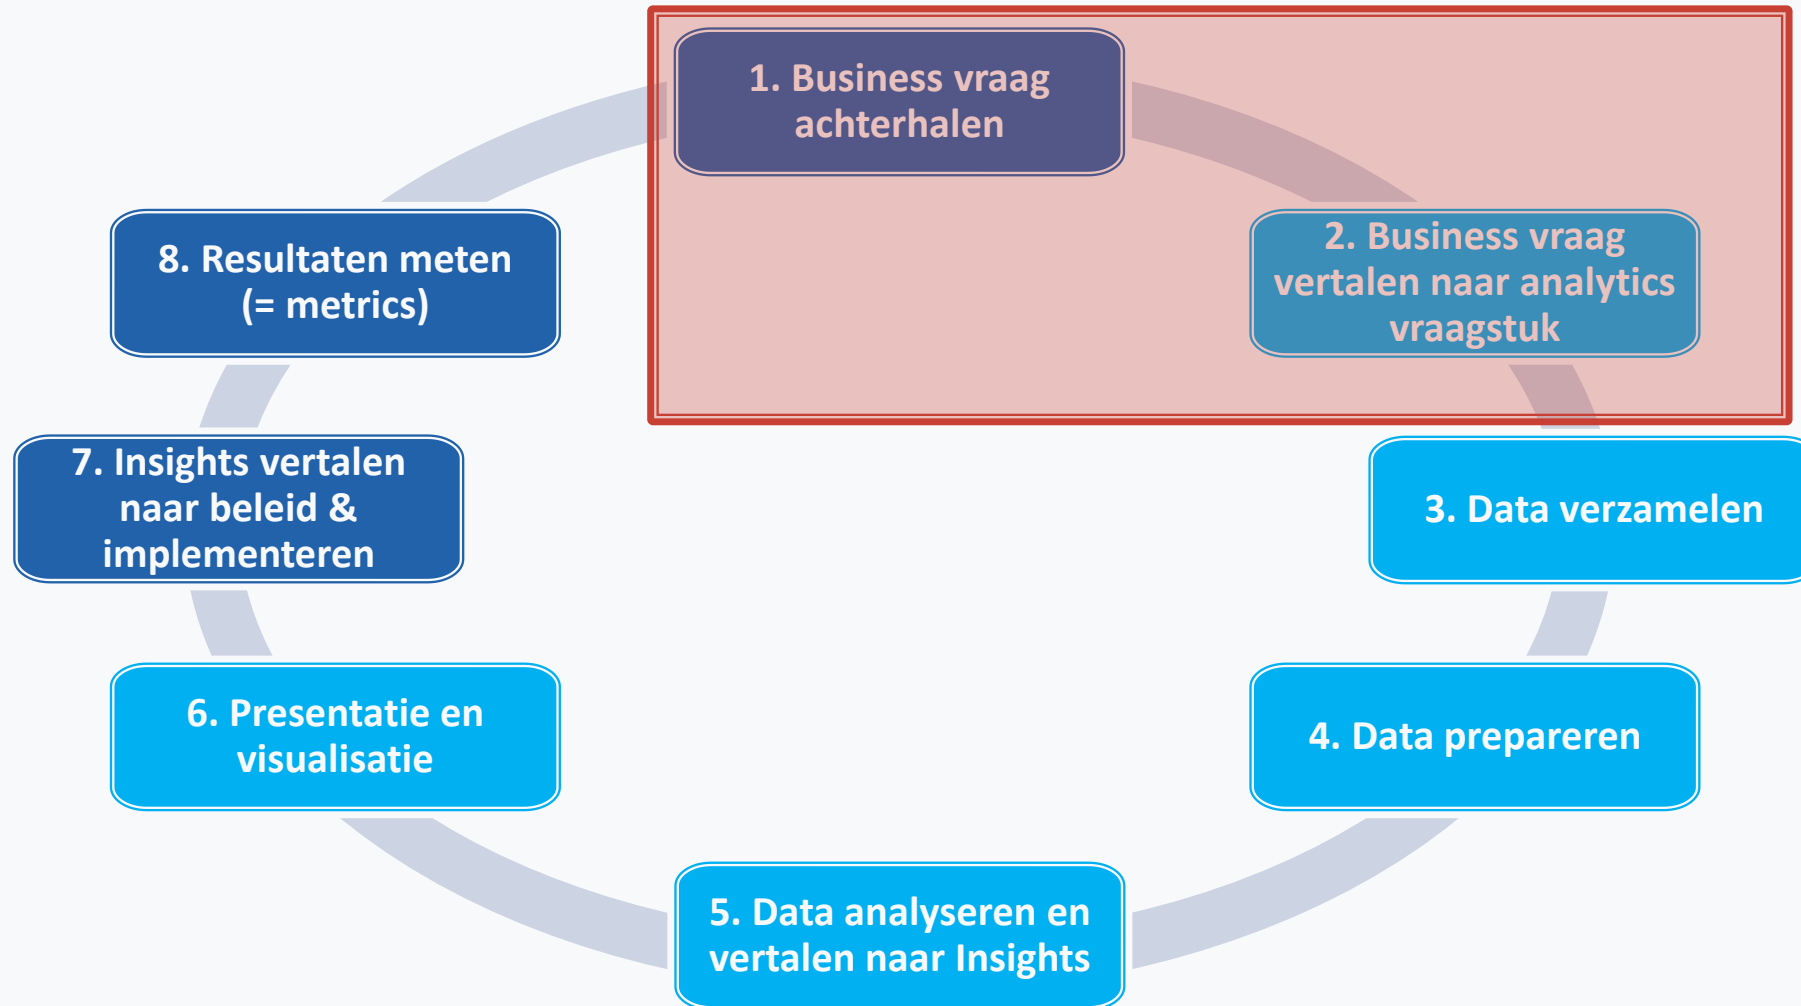 1. Business vraag
achterhalen
2. Business vraag
vertalen naar analytics
vraagstuk
3. Data verzamelen
4. Data prepareren
5. Data analyseren en
vertalen naar Insights
6. Presentatie en
visualisatie
7. Insights vertalen
naar beleid &
implementeren
8. Resultaten meten
(= metrics)